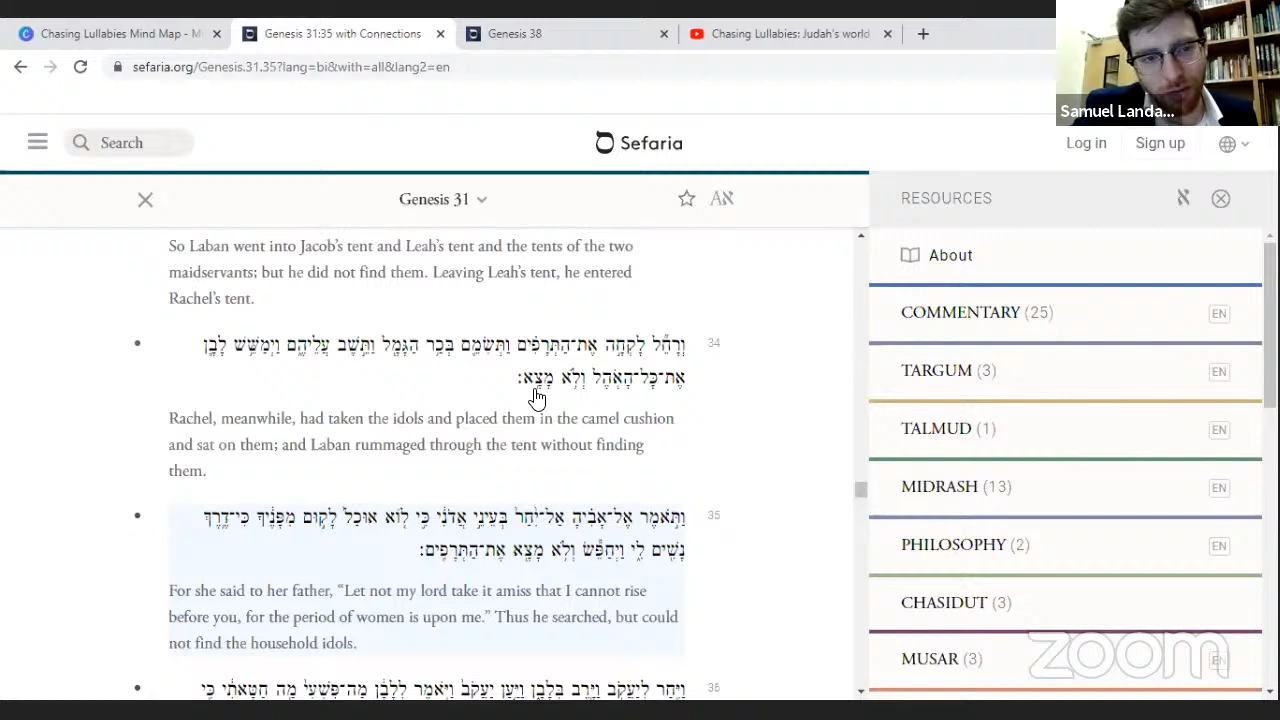 Chasing Lullabies Mind Map - M
Genesis 31:35 with Connections
Genesis 38
Chasing Lullabies: Judah's world
sefaria.org/Genesis.31.35?lang=bi&with=all&lang2=en
Samuel Landa...
Search
Sefaria
Log in
Sign up
Genesis 31
RESOURCES
So Laban went into Jacob's tent and Leah's tent and the tents of the two
maidservants; but he did not find them. Leaving Leah's tent, he entered
Rachel's tent.
34
וְרָחֵ֞ל לָקְחָ֣ה אֶת־הַתְּרָפִ֗ים וַתְּשִׂמֵ֛ם בְּכַ֥ר הַגָּמָ֖ל וַתֵּ֣שֶׁב עֲלֵיהֶ֑ם וַיְמַשֵּׁ֥שׁ לָבָ֛ן
אֶת־כׇּל־הָאֹ֖הֶל וְלֹ֥א מָצָֽא׃
Rachel, meanwhile, had taken the idols and placed them in the camel cushion
and sat on them; and Laban rummaged through the tent without finding
them.
35
וַתֹּ֣אמֶר אֶל־אָבִ֗יהָ אַל־יִ֙חַר֙ בְּעֵינֵ֣י אֲדֹנִ֔י כִּ֣י ל֤וֹא אוּכַל֙ לָק֣וּם מִפָּנֶ֔יךָ כִּי־דֶ֥רֶךְ
נָשִׁ֖ים לִ֑י וַיְחַפֵּ֕שׂ וְלֹ֥א מָצָ֖א אֶת־הַתְּרָפִֽים׃
For she said to her father, “Let not my lord take it amiss that I cannot rise
before you, for the period of women is upon me.” Thus he searched, but could
not find the household idols.
36
וַיִּ֥חַר לְיַעֲקֹ֖ב וַיָּ֣רֶב בְּלָבָ֑ן וַיַּ֤עַן יַעֲקֹב֙ וַיֹּ֣אמֶר לְלָבָ֔ן מַה־פִּשְׁעִי֙ מַ֣ה חַטָּאתִ֔י כִּ֥י
About
COMMENTARY (25)
EN
TARGUM (3)
EN
TALMUD (1)
EN
MIDRASH (13)
EN
PHILOSOPHY (2)
EN
CHASIDUT (3)
MUSAR (3)
EN
zoom